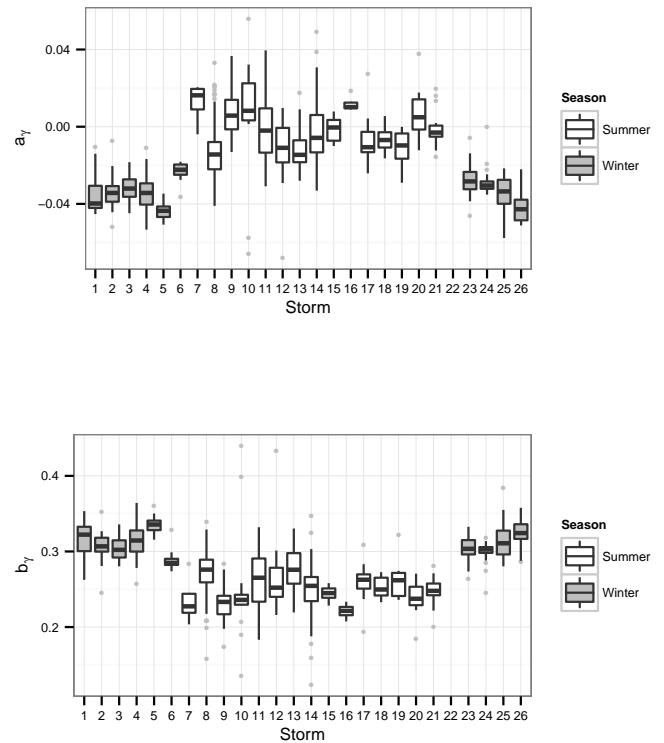 0.04
0.00
−0.04
aγ
1 2 3 4 5 6 7 8 9 10 11 12 13 14 15 16 17 18 19 20 21 22 23 24 25 26
Storm
Season
Summer
Winter
0.4
0.3
0.2
bγ
1 2 3 4 5 6 7 8 9 10 11 12 13 14 15 16 17 18 19 20 21 22 23 24 25 26
Storm
Season
Summer
Winter